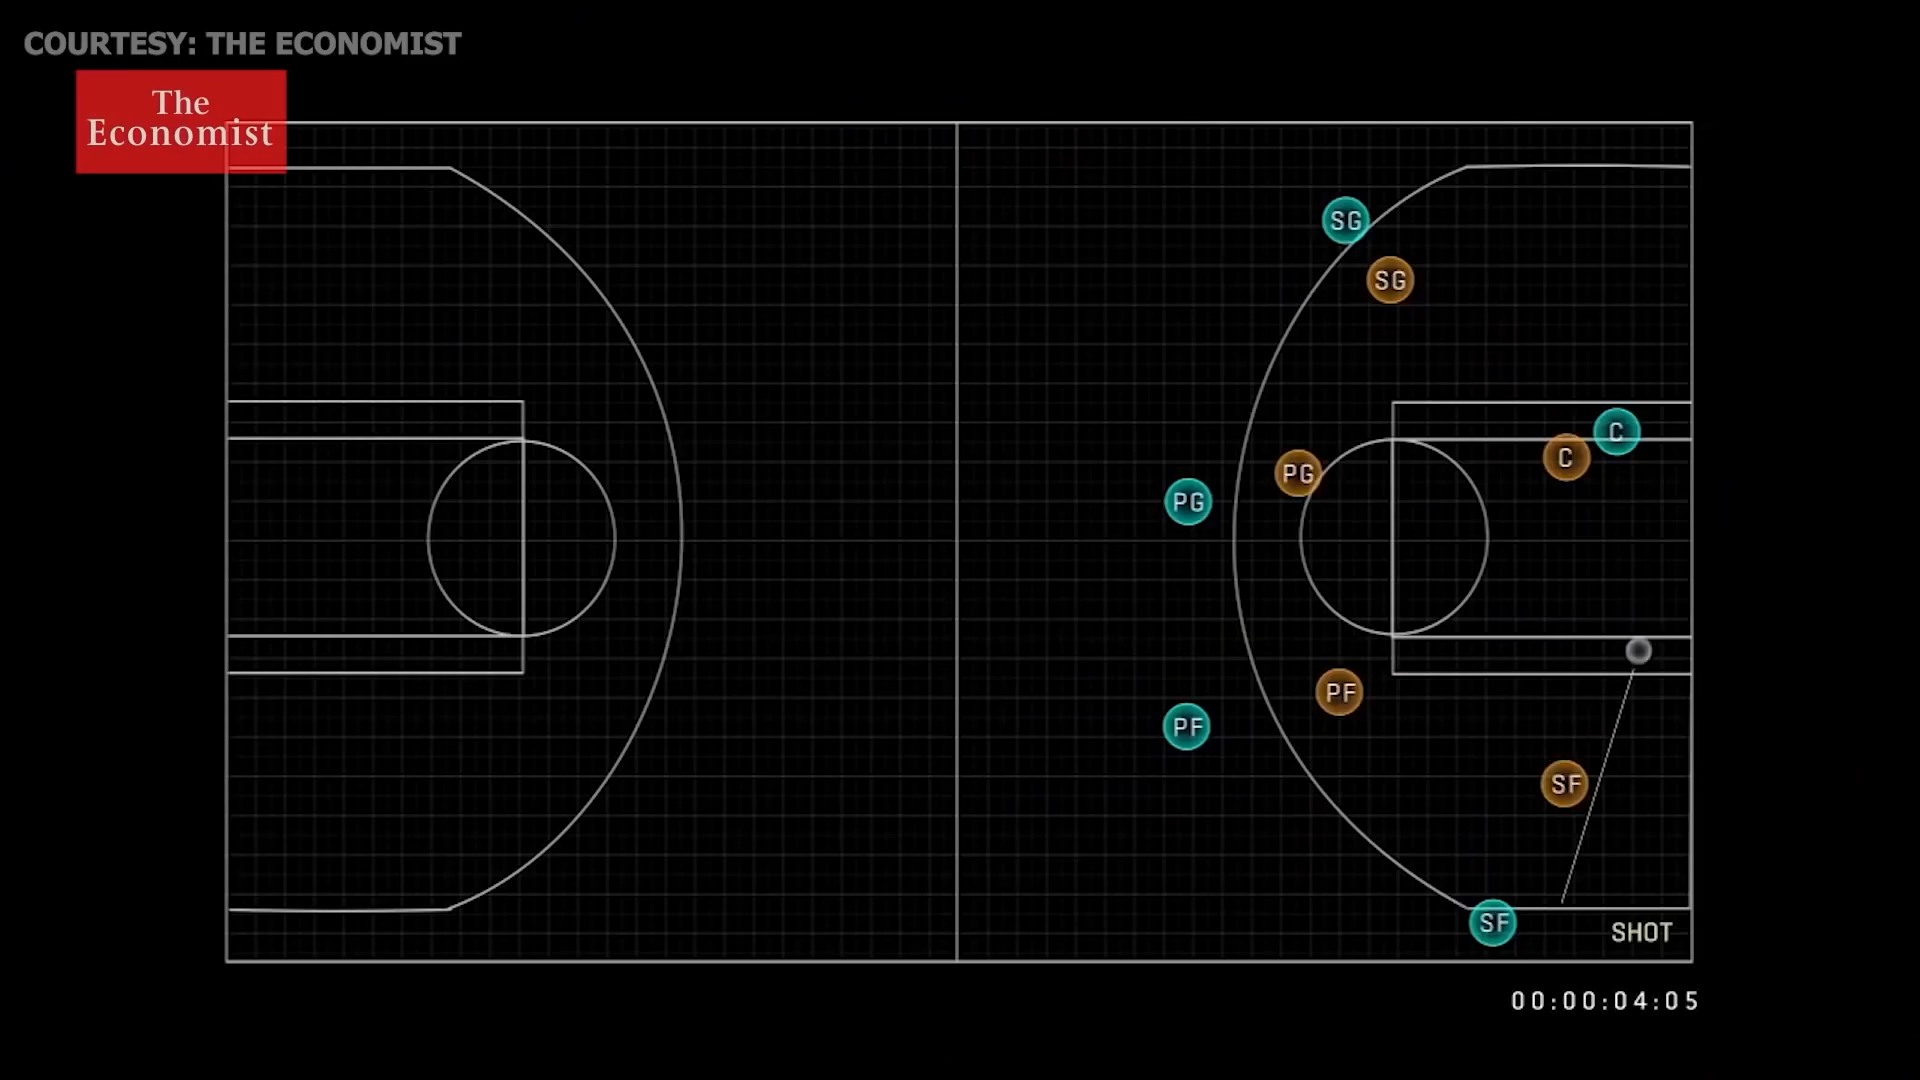 COURTESY: THE ECONOMIST
The
Economist
SG
SG
C
C
PG
PG
PF
PF
SF
SF
SHOT
00:00:04:05